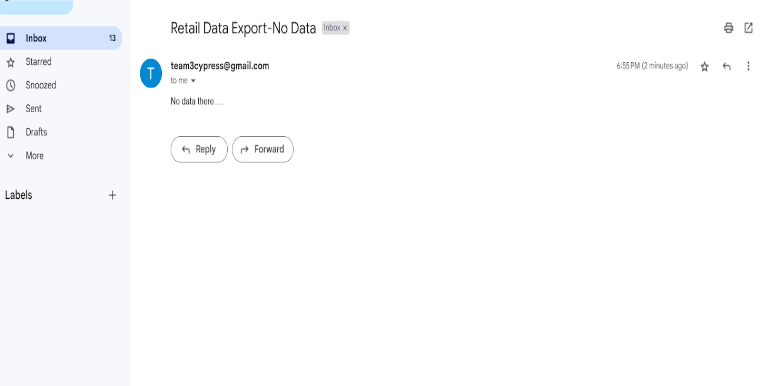 Inbox 13
Starred
Snoozed
Sent
Drafts
More
Labels
Retail Data Export-No Data Inbox ×
T
team3cypress@gmail.com
6:55 PM (2 minutes ago)
to me
No data there.....
Reply Forward